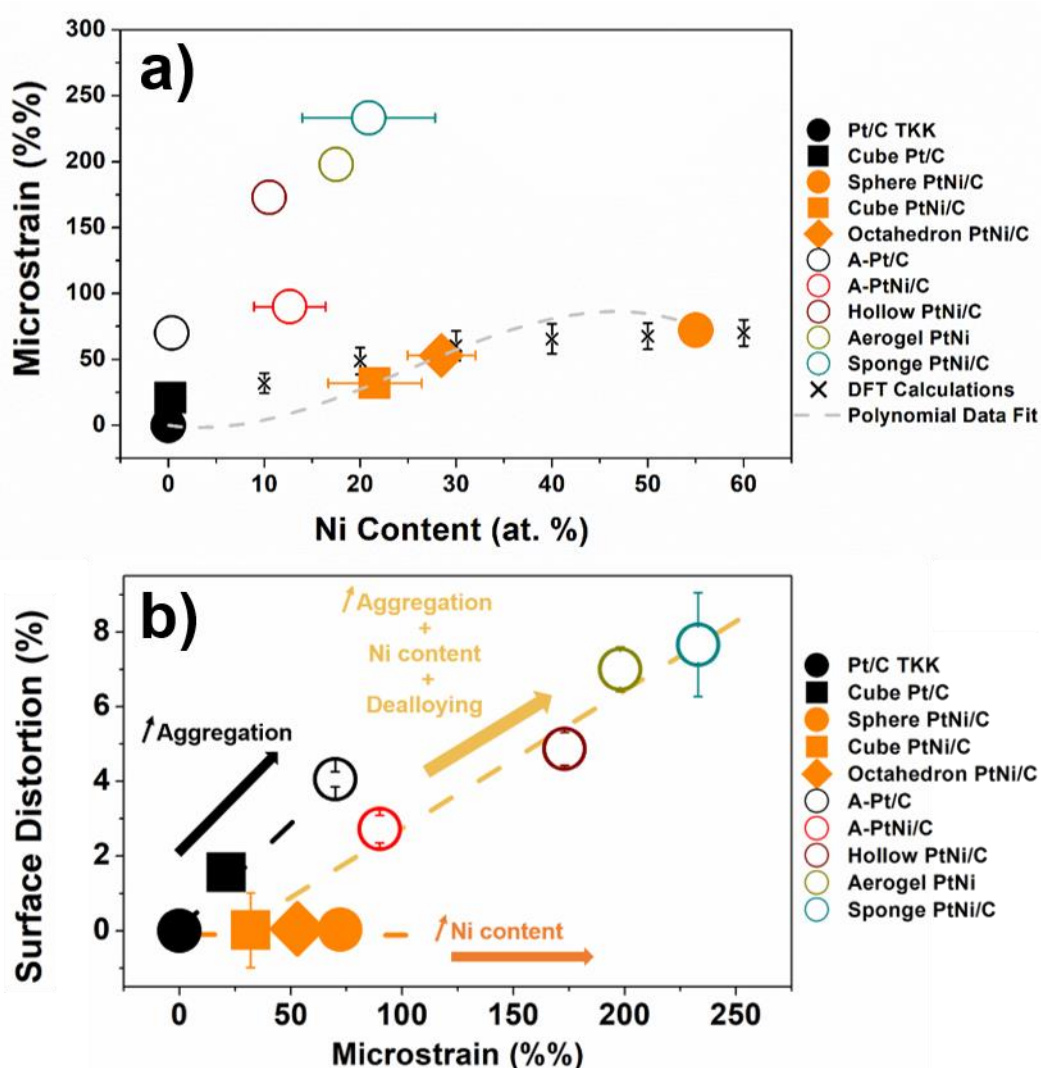 a)
Microstrain (%%)
300
250
200
150
100
50
0
0 10 20 30 40 50 60
Ni Content (at. %)
Pt/C TKK
Cube Pt/C
Sphere PtNi/C
Cube PtNi/C
Octahedron PtNi/C
A-Pt/C
A-PtNi/C
Hollow PtNi/C
Aerogel PtNi
Sponge PtNi/C
DFT Calculations
Polynomial Data Fit
b)
Surface Distortion (%)
8
6
4
2
0
Aggregation
Aggregation
+
Ni content
+
Dealloying
Ni content
0 50 100 150 200 250
Microstrain (%%)
Pt/C TKK
Cube Pt/C
Sphere PtNi/C
Cube PtNi/C
Octahedron PtNi/C
A-Pt/C
A-PtNi/C
Hollow PtNi/C
Aerogel PtNi
Sponge PtNi/C